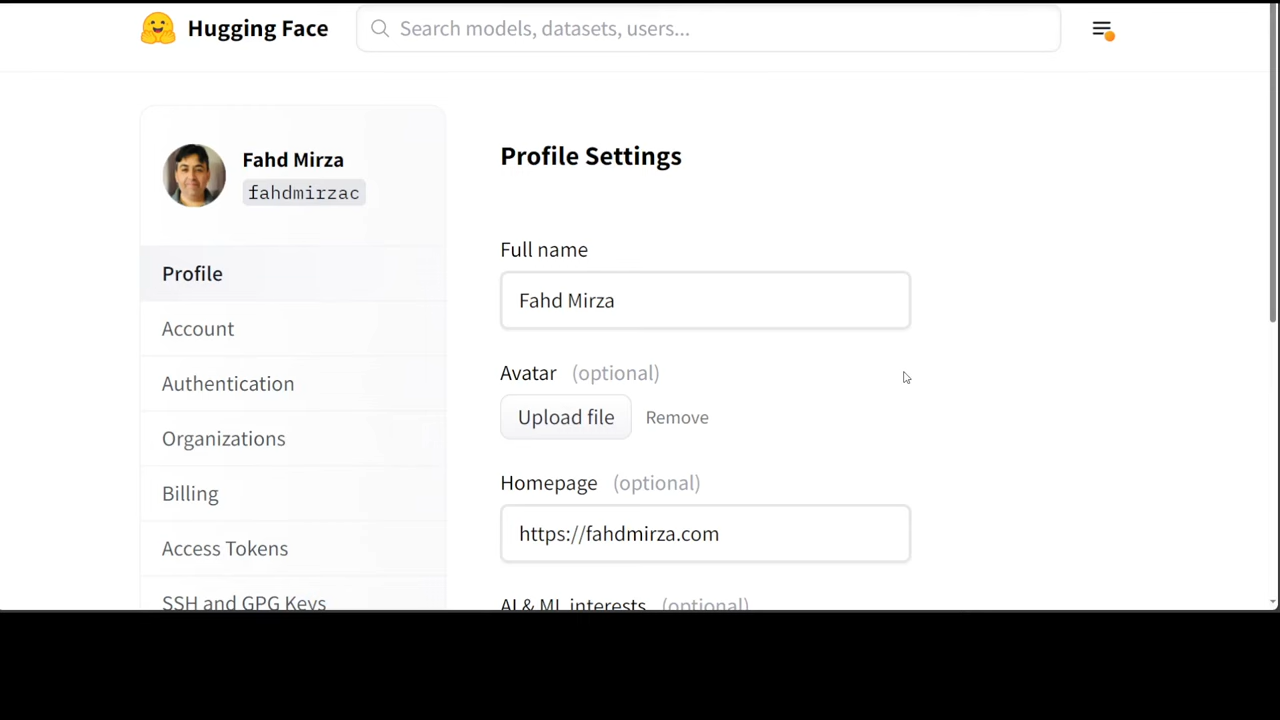 Hugging Face
Search models, datasets, users...
Fahd Mirza
fahdmirzac
Profile
Account
Authentication
Organizations
Billing
Access Tokens
SSH and GPG Keys
Profile Settings
Full name
Fahd Mirza
Avatar (optional)
Upload file Remove
Homepage (optional)
https://fahdmirza.com
AI & ML interests (optional)